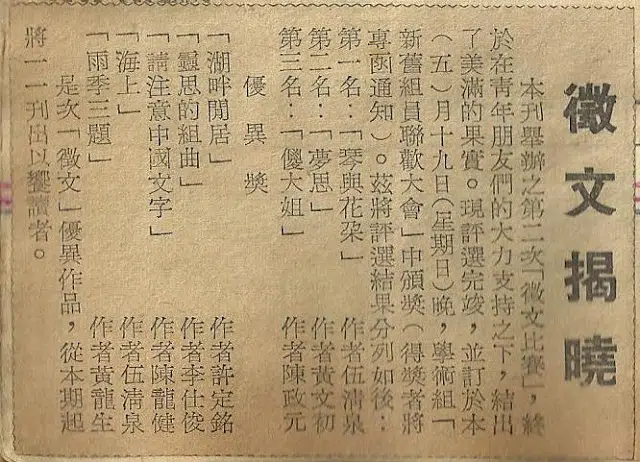 徵文揭曉
本刊舉辦之第二次「徵文比賽」，終
於在青年朋友們的大力支持之下，結出
了美滿的果實。現評選完竣，並訂於本
（五）月十九日（星期日）晚，學術組「
新舊組員聯歡大會」中頒獎（得獎者將
專函通知）。茲將評選結果分列如後：
第一名：「琴與花朶」　作者伍清泉
第二名：「夢思」　作者黃文初
第三名：「傻大姐」　作者陳政元
優異獎
「湖畔閒居」　作者許定銘
「靈思的組曲」　作者李仕俊
「請注意中國文字」　作者陳龍健
「海上」　作者伍清泉
「雨季三題」　作者黃龍生
是次「徵文」優異作品，從本期起
將一一刊出以饗讀者。